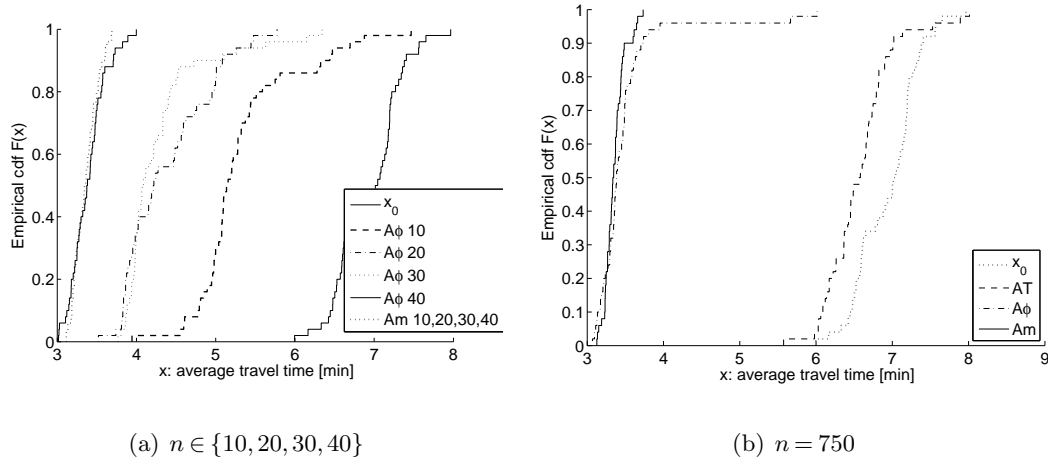 1
0.8
0.6
0.4
0.2
0
3 4 5 6 7 8
Empirical cdf F(x)
x: average travel time [min]
x0
Aϕ 10
Aϕ 20
Aϕ 30
Aϕ 40
Am 10,20,30,40
(a) n ∈ {10, 20, 30, 40}
1
0.9
0.8
0.7
0.6
0.5
0.4
0.3
0.2
0.1
0
3 4 5 6 7 8 9
Empirical cdf F(x)
x: average travel time [min]
x0
AT
Aϕ
Am
(b) n = 750